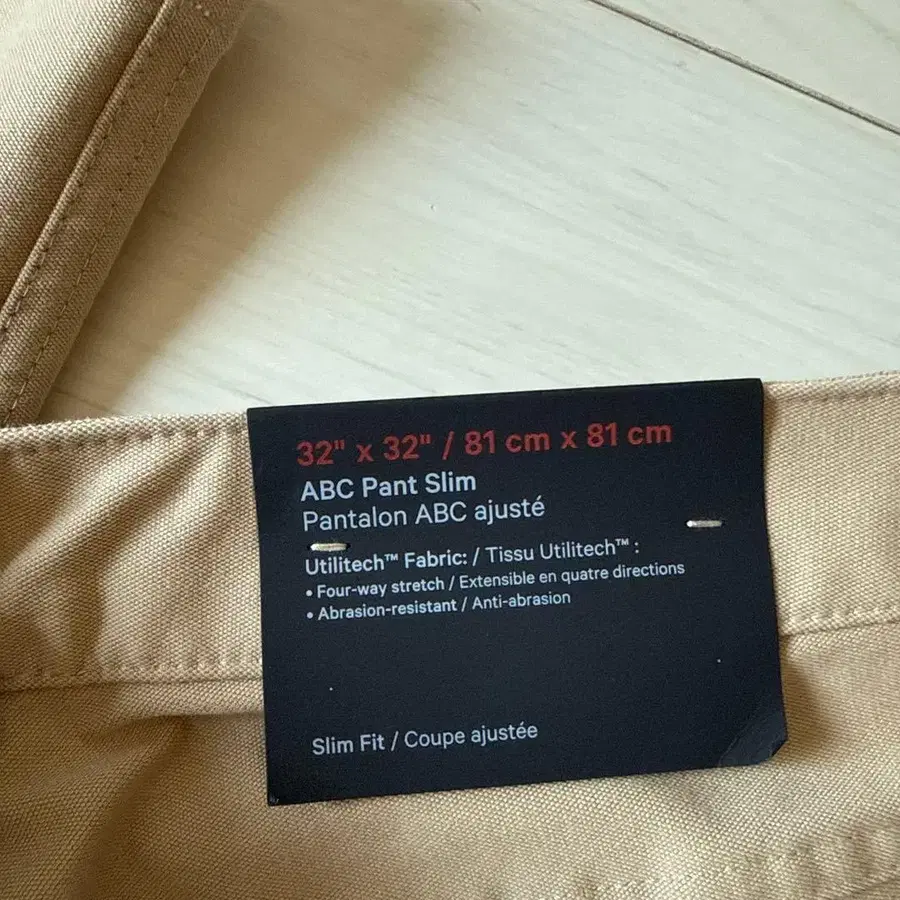 32" x 32" / 81 cm x 81 cm
ABC Pant Slim
Pantalon ABC ajusté
Utilitech™ Fabric: / Tissu Utilitech™ :
• Four-way stretch / Extensible en quatre directions
• Abrasion-resistant / Anti-abrasion
Slim Fit / Coupe ajustée